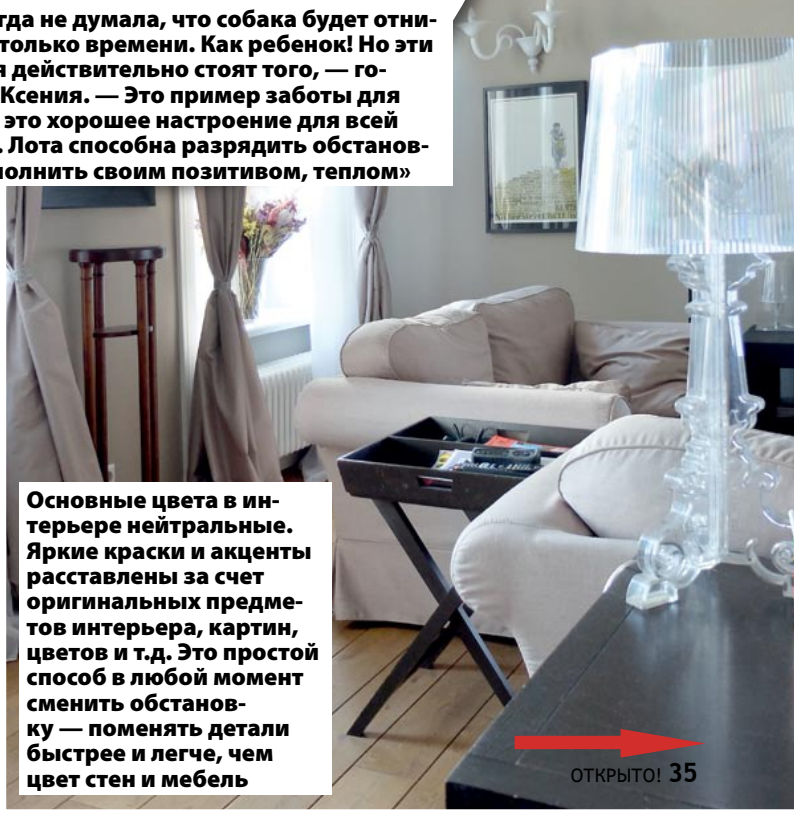 гда не думала, что собака будет отни-
только времени. Как ребенок! Но эти
я действительно стоят того, — го-
Ксения. — Это пример заботы для
это хорошее настроение для всей
. Лота способна разрядить обстанов-
полнить своим позитивом, теплом»
Основные цвета в ин-
терьере нейтральные.
Яркие краски и акценты
расставлены за счет
оригинальных предме-
тов интерьера, картин,
цветов и т.д. Это простой
способ в любой момент
сменить обстанов-
ку — поменять детали
быстрее и легче, чем
цвет стен и мебель
ОТКРЫТО! 35